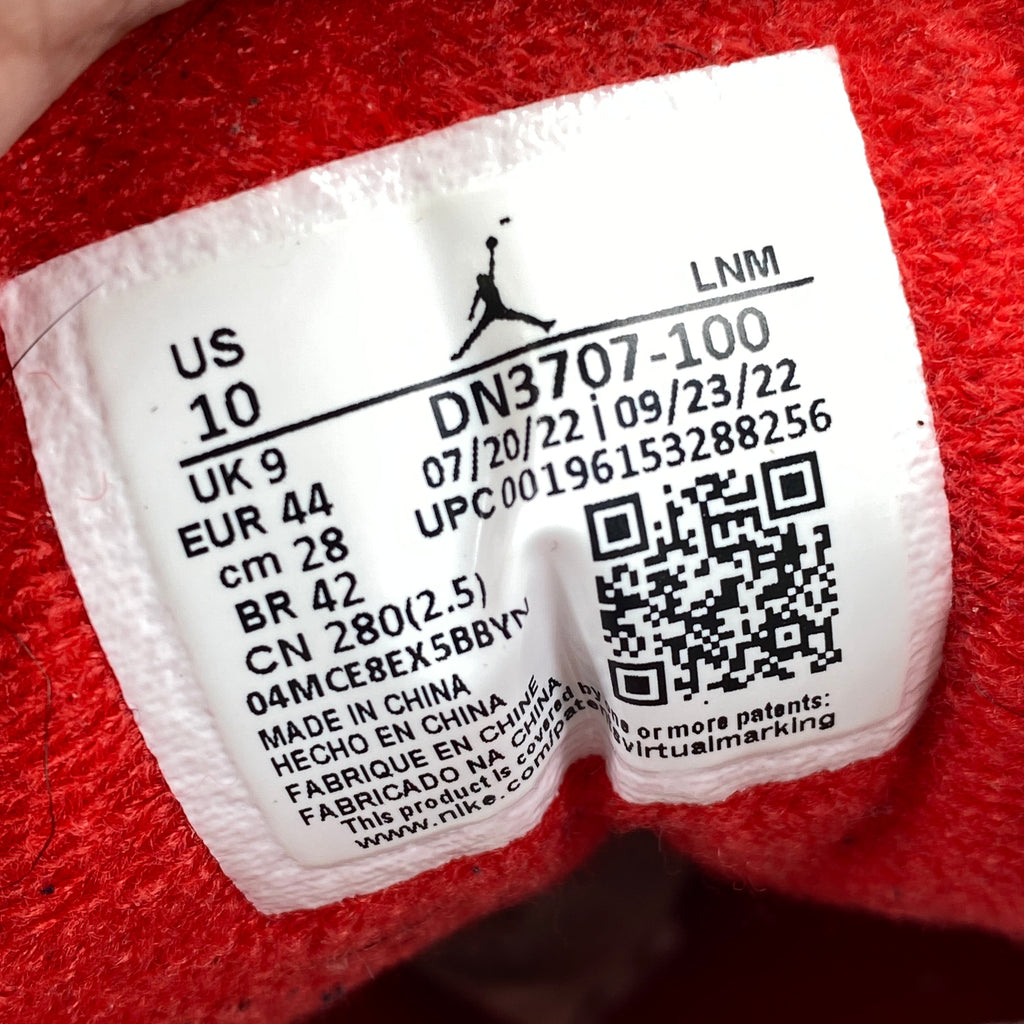 LNM
US
10
DN3707-100
07/20/22 | 09/23/22
UPC 00196153288256
UK 9
EUR 44
cm 28
BR 42
CN 280(2.5)
04MCE8EX5BBYN
MADE IN CHINA
HECHO EN CHINA
FABRIQUE EN CHINE
FABRICADO NA CHINA
This product is covered by or more patents:
www.nike.com/